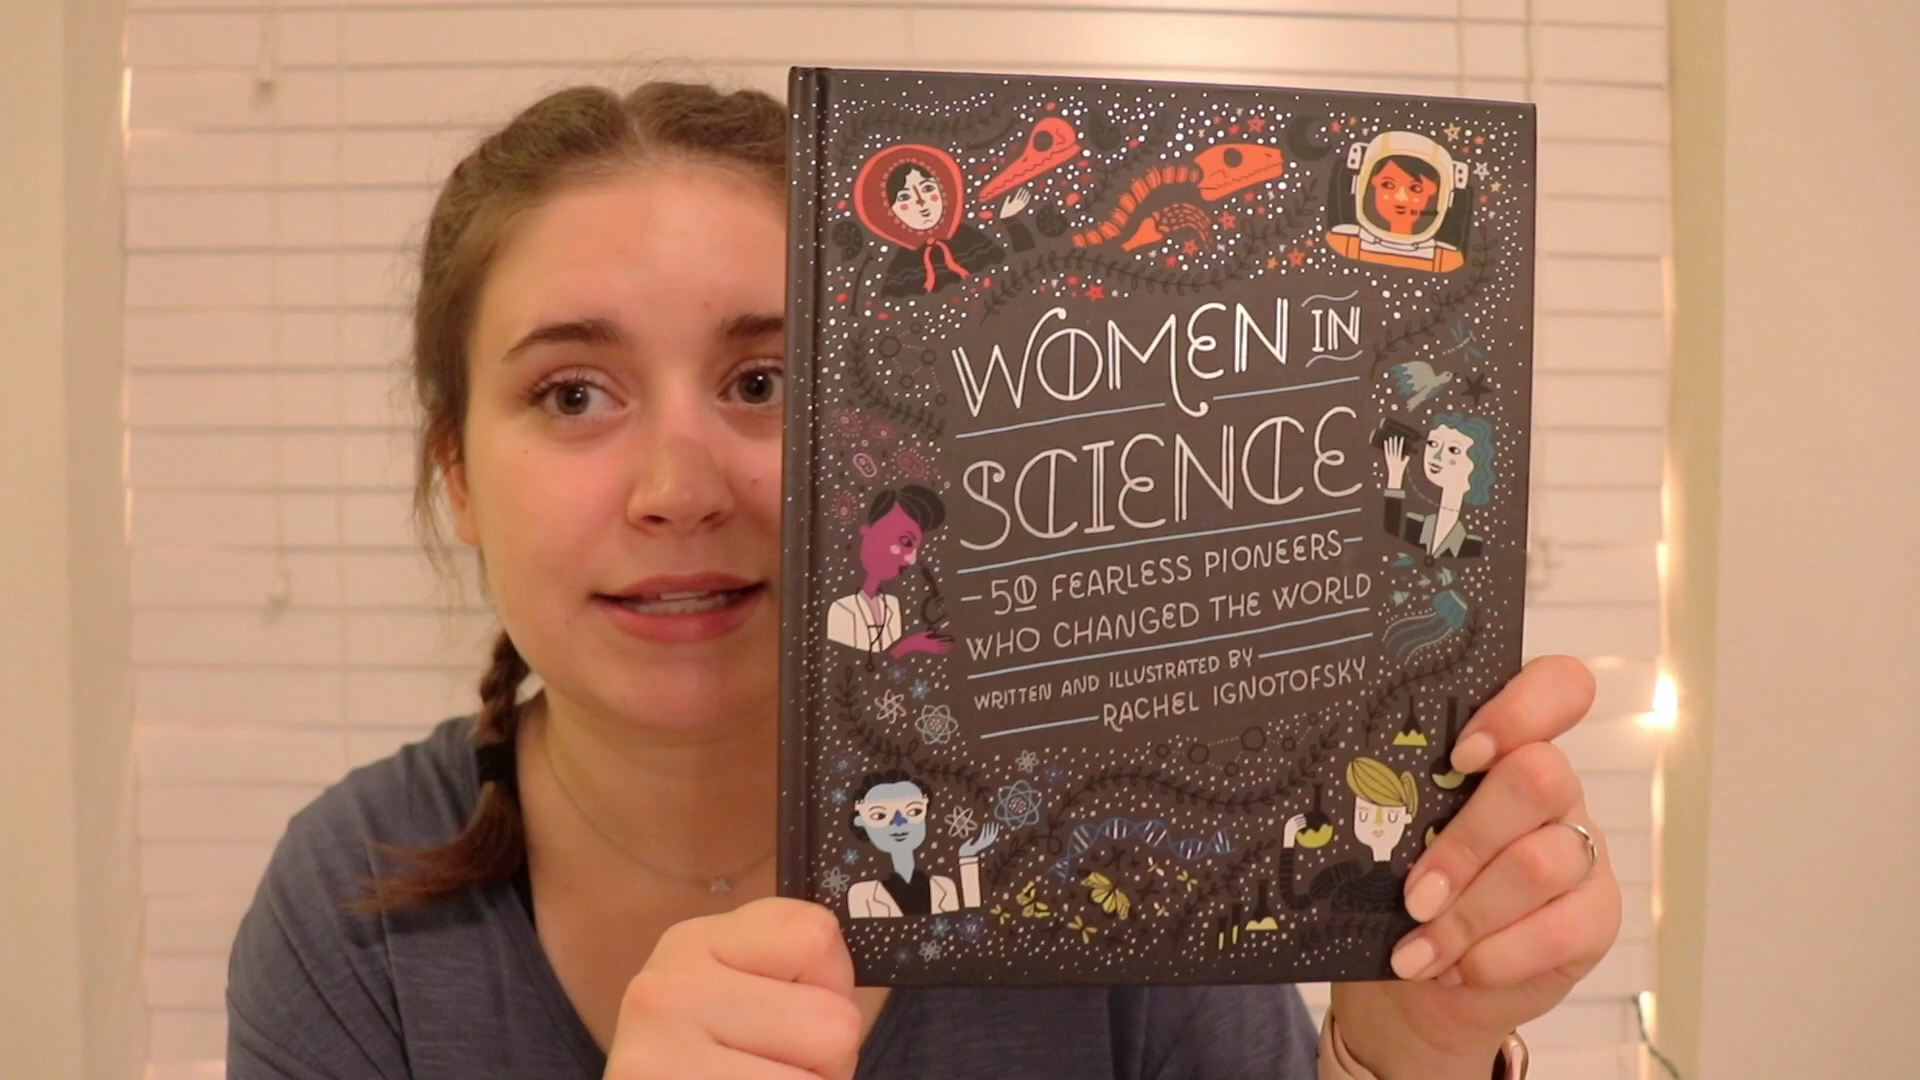 WOMEN IN
SCIENCE
50 FEARLESS PIONEERS
WHO CHANGED THE WORLD
WRITTEN AND ILLUSTRATED BY
RACHEL IGNOTOFSKY